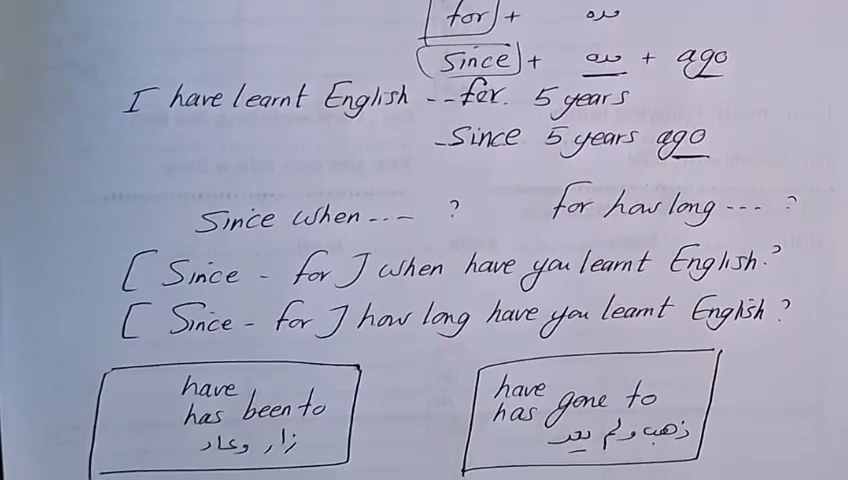 for + مده
Since + مده + ago
I have learnt English --for. 5 years
-Since 5 years ago
Since when ---- ? for how long --- ?
[ Since - for ] when have you learnt English?
[ Since - for ] how long have you learnt English ?
have
has been to
زار وعاد
have
has gone to
ذهب ولم يعد